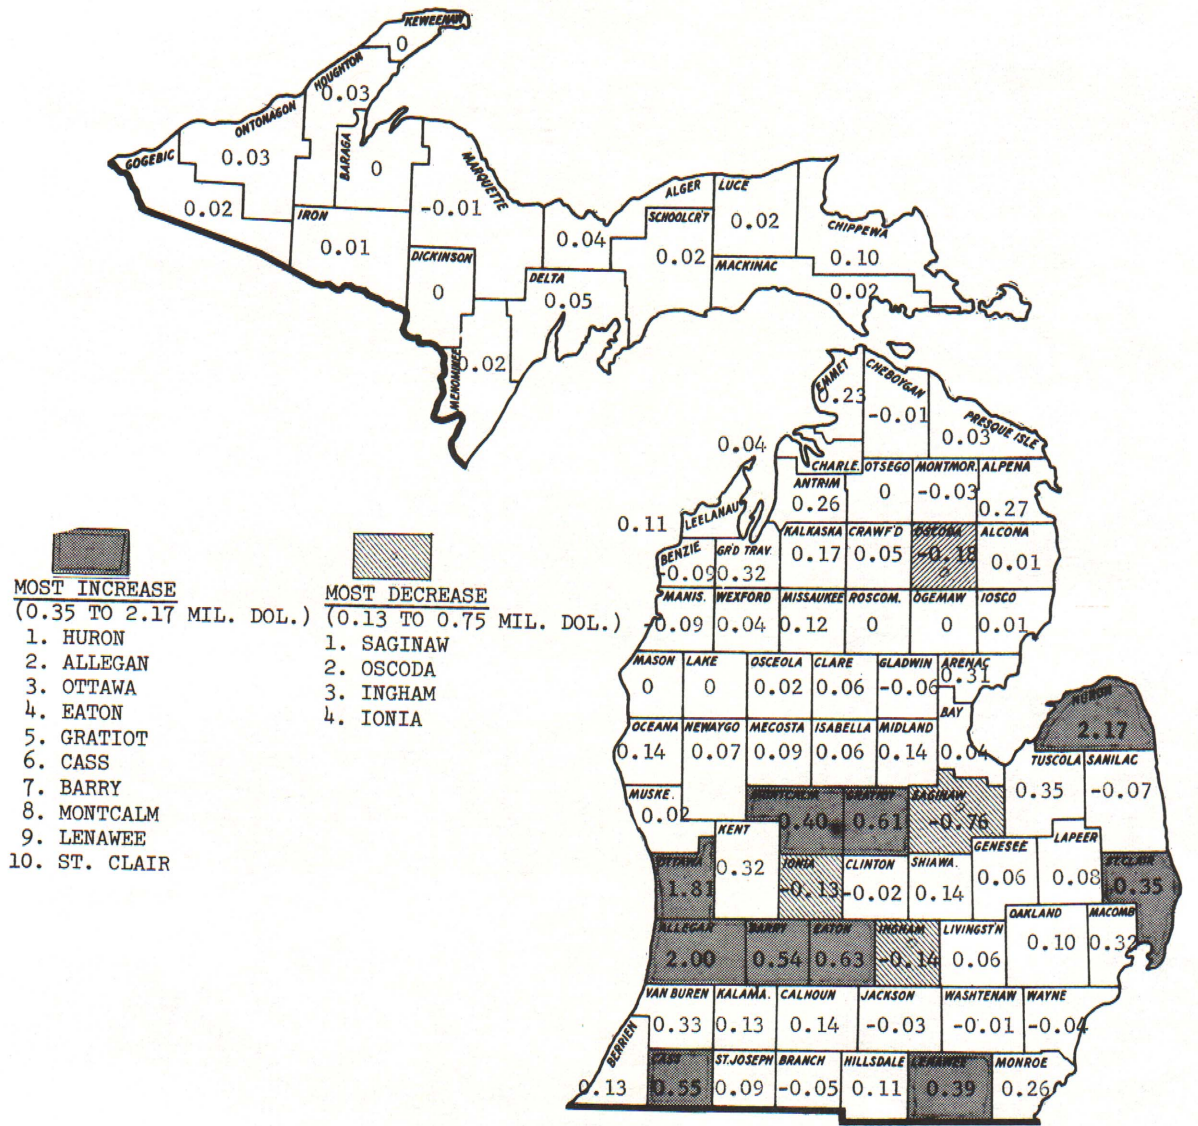 KEWEENAW
0
HOUGHTON
0.03
ONTONAGON
0.03
GOGEBIC
0.02
BARAGA
0
MARQUETTE
-0.01
IRON
0.01
DICKINSON
0
MENOMINEE
0.02
DELTA
0.05
ALGER
0.04
SCHOOLCR'T
0.02
LUCE
0.02
CHIPPEWA
0.10
MACKINAC
0.02
EMMET
0.23
CHEBOYGAN
-0.01
PRESQUE ISLE
0.03
0.04
CHARLE. OTSEGO MONTMOR. ALPENA
ANTRIM
0.26 0 -0.03 0.27
0.11 LEELANAU
KALKASKA CRAWF'D OSCODA ALCONA
BENZIE GR'D TRAV.
0.17 0.05 -0.18 0.01
-0.09 0.32
MANIS. WEXFORD MISSAUKEE ROSCOM. OGEMAW IOSCO
-0.09 0.04 0.12 0 0 0.01
MASON LAKE OSCEOLA CLARE GLADWIN ARENAC
0 0 0.02 0.06 -0.06 0.31
HURON
2.17
BAY
0.04
OCEANA NEWAYGO MECOSTA ISABELLA MIDLAND
0.14 0.07 0.09 0.06 0.14
TUSCOLA SANILAC
0.35 -0.07
MUSKE. MONTCALM GRATIOT SAGINAW
0.02 0.40 0.61 -0.76
KENT
0.32
GENESEE LAPEER
0.06 0.08
OTTAWA IONIA CLINTON SHIAWA. ST.CLAIR
1.81 -0.13 -0.02 0.14 0.35
OAKLAND MACOMB
0.10 0.32
ALLEGAN BARRY EATON INGHAM LIVINGST'N
2.00 0.54 0.63 -0.14 0.06
VAN BUREN KALAMA. CALHOUN JACKSON WASHTENAW WAYNE
0.33 0.13 0.14 -0.03 -0.01 -0.04
BERRIEN CASS ST.JOSEPH BRANCH HILLSDALE LENAWEE MONROE
0.13 0.55 0.09 -0.05 0.11 0.39 0.26
MOST INCREASE
(0.35 TO 2.17 MIL. DOL.)
1. HURON
2. ALLEGAN
3. OTTAWA
4. EATON
5. GRATIOT
6. CASS
7. BARRY
8. MONTCALM
9. LENAWEE
10. ST. CLAIR
MOST DECREASE
(0.13 TO 0.75 MIL. DOL.)
1. SAGINAW
2. OSCODA
3. INGHAM
4. IONIA